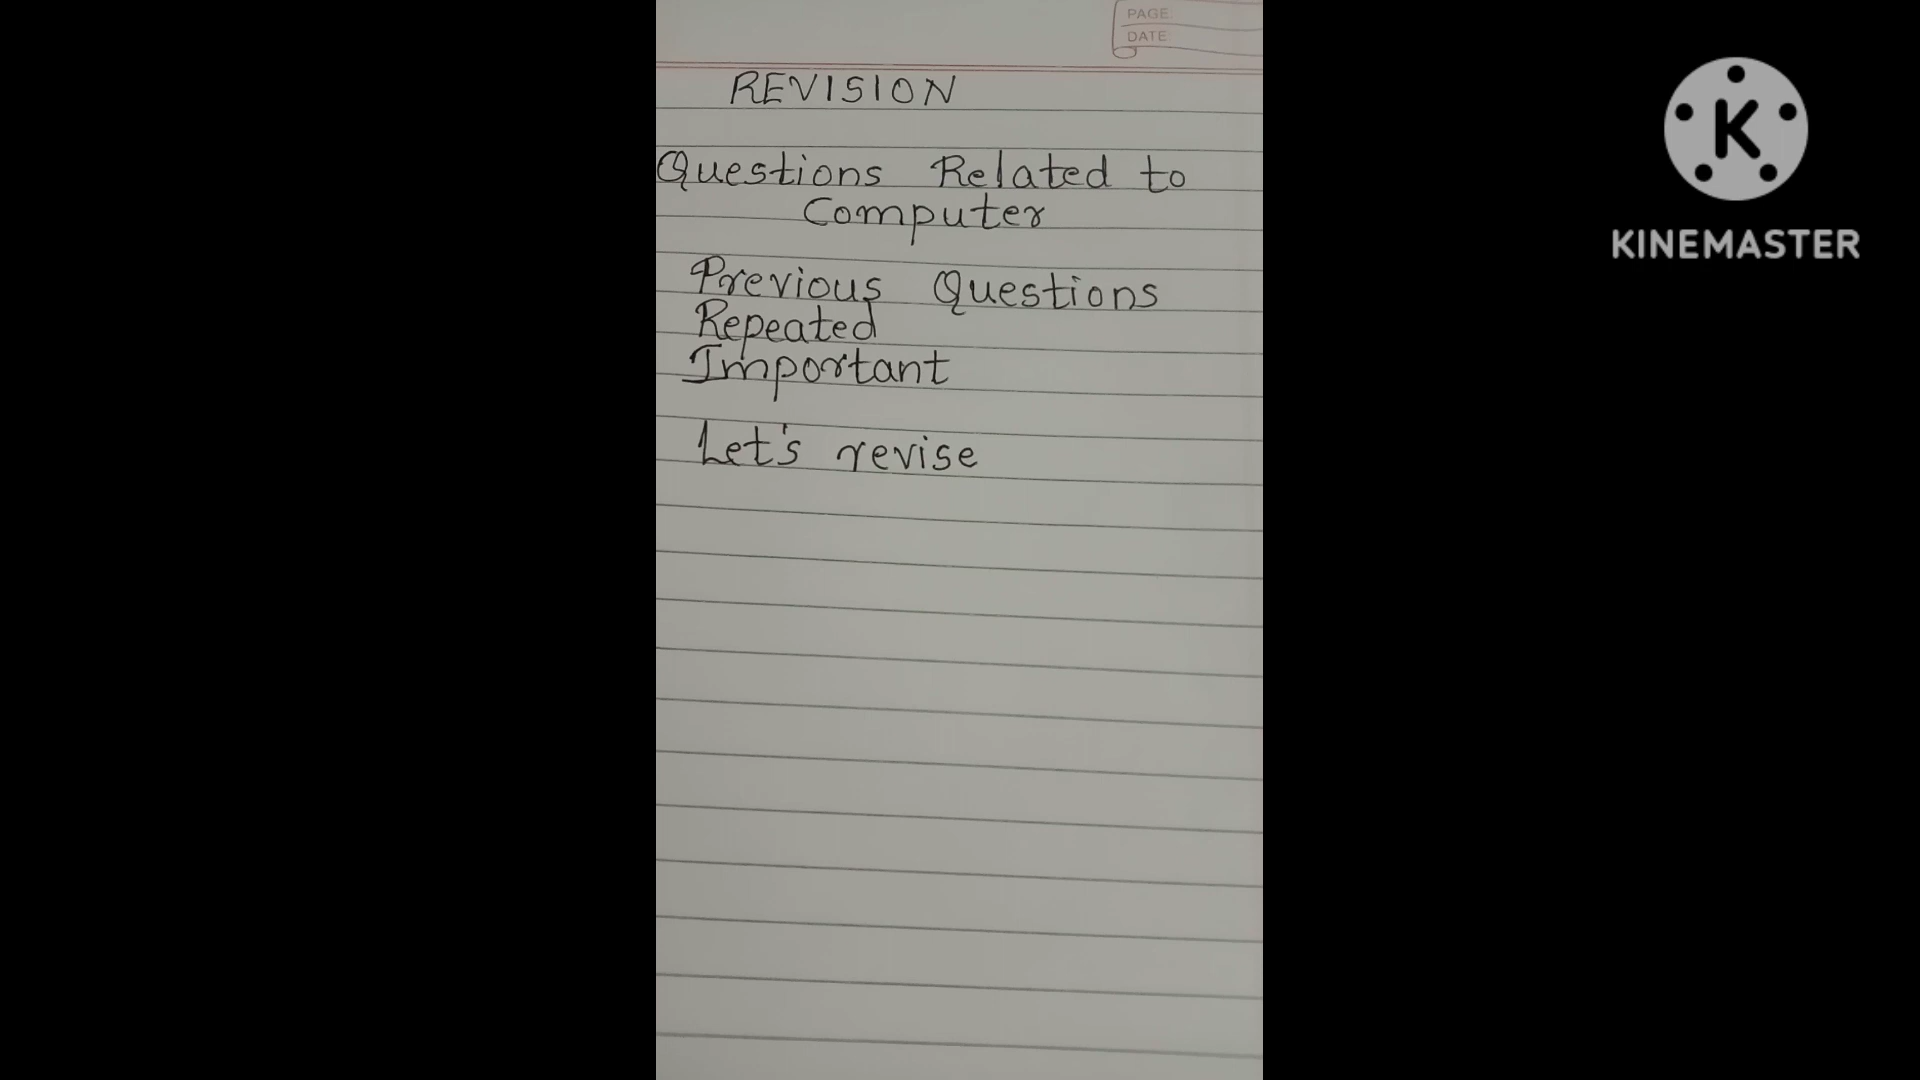 PAGE
DATE
REVISION
Questions Related to
Computer
Previous Questions
Repeated
Important
Let's revise
KINEMASTER